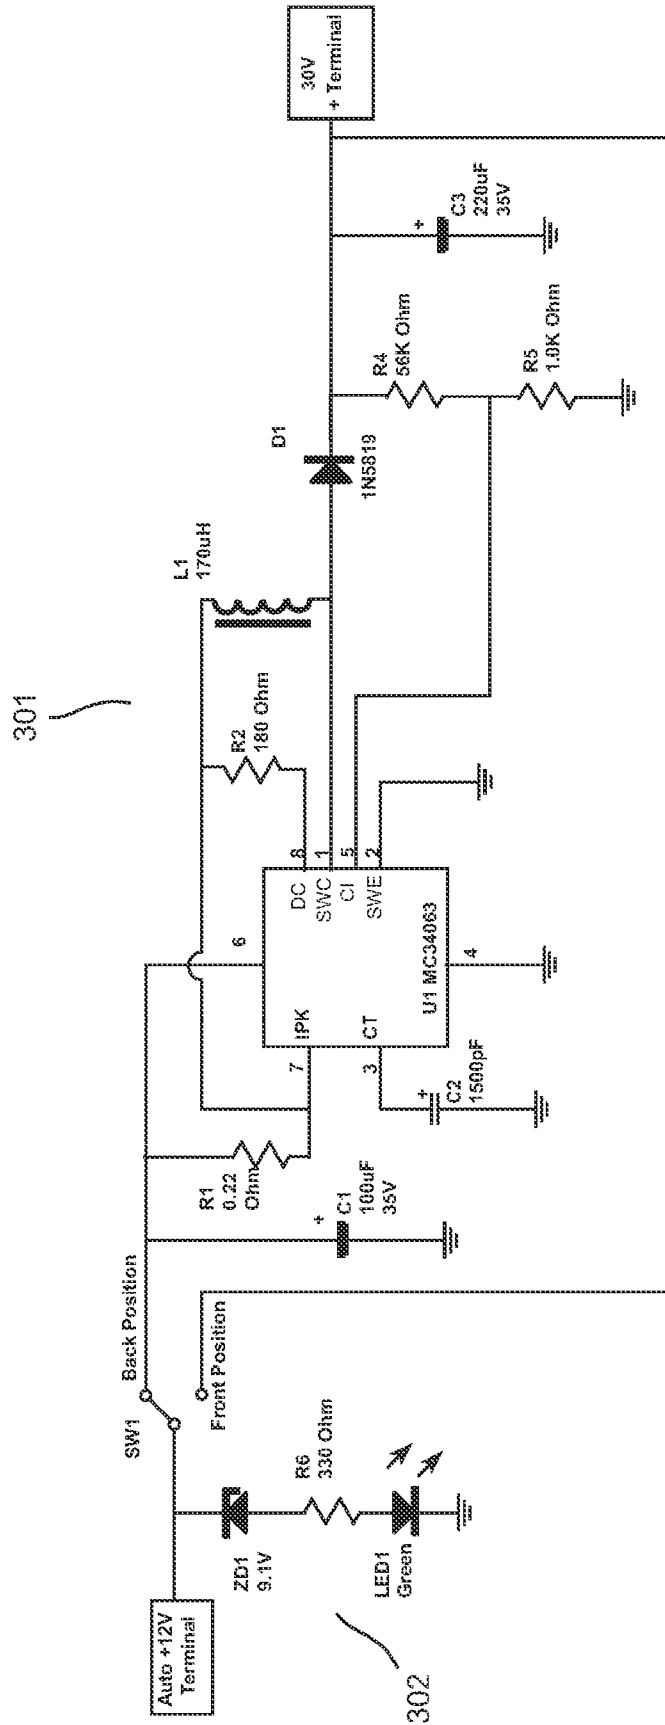 301
302
Auto +12V
Terminal
SW1
Back Position
Front Position
ZD1
9.1V
R6
330 Ohm
LED1
Green
R1
0.22
Ohm
+
C1
100uF
35V
7
IPK
3
CT
+
C2
1500pF
6
U1 MC34063
4
DC
8
SWC
1
CI
5
SWE
2
R2
180 Ohm
L1
170uH
D1
1N5819
R4
56K Ohm
R5
1.0K Ohm
+
C3
220uF
35V
30V
+ Terminal